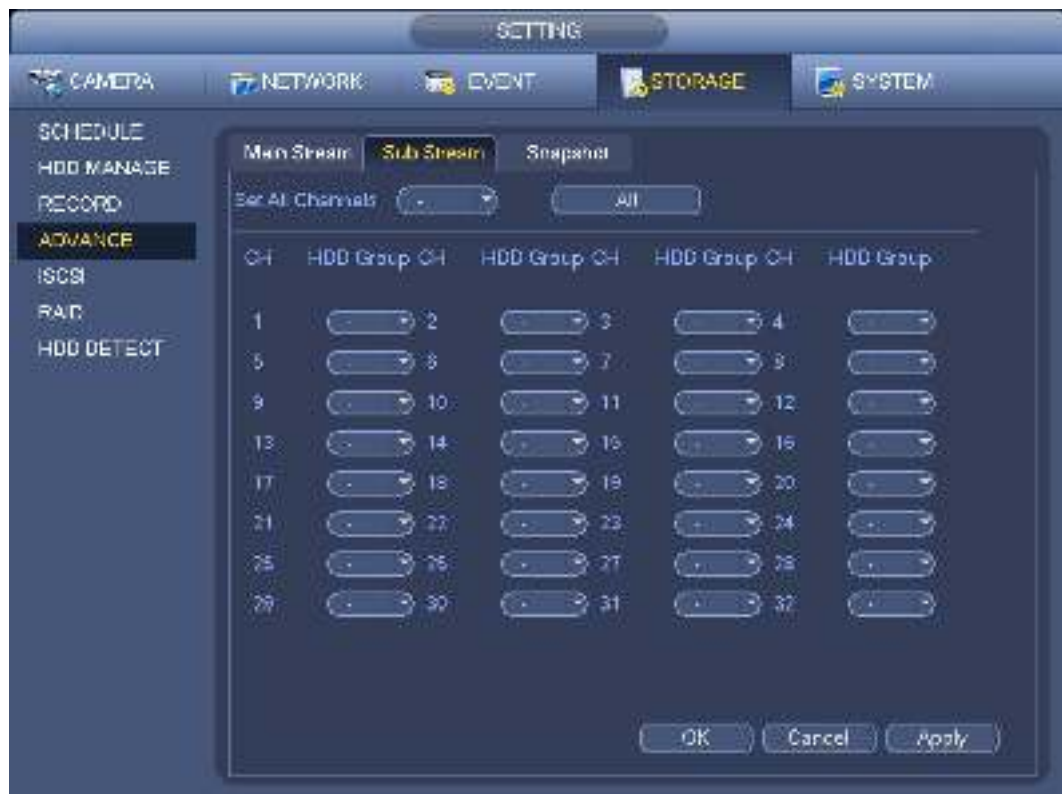 SETTING
CAMERA NETWORK EVENT STORAGE SYSTEM
SCHEDULE
HDD MANAGE
RECORD
ADVANCE
ISCSI
RAID
HDD DETECT
Main Stream Sub Stream Snapshot
Set All Channels - All
CH HDD Group CH HDD Group CH HDD Group CH HDD Group
1 - 2 - 3 - 4 -
5 - 6 - 7 - 8 -
9 - 10 - 11 - 12 -
13 - 14 - 15 - 16 -
17 - 18 - 19 - 20 -
21 - 22 - 23 - 24 -
25 - 26 - 27 - 28 -
29 - 30 - 31 - 32 -
OK Cancel Apply